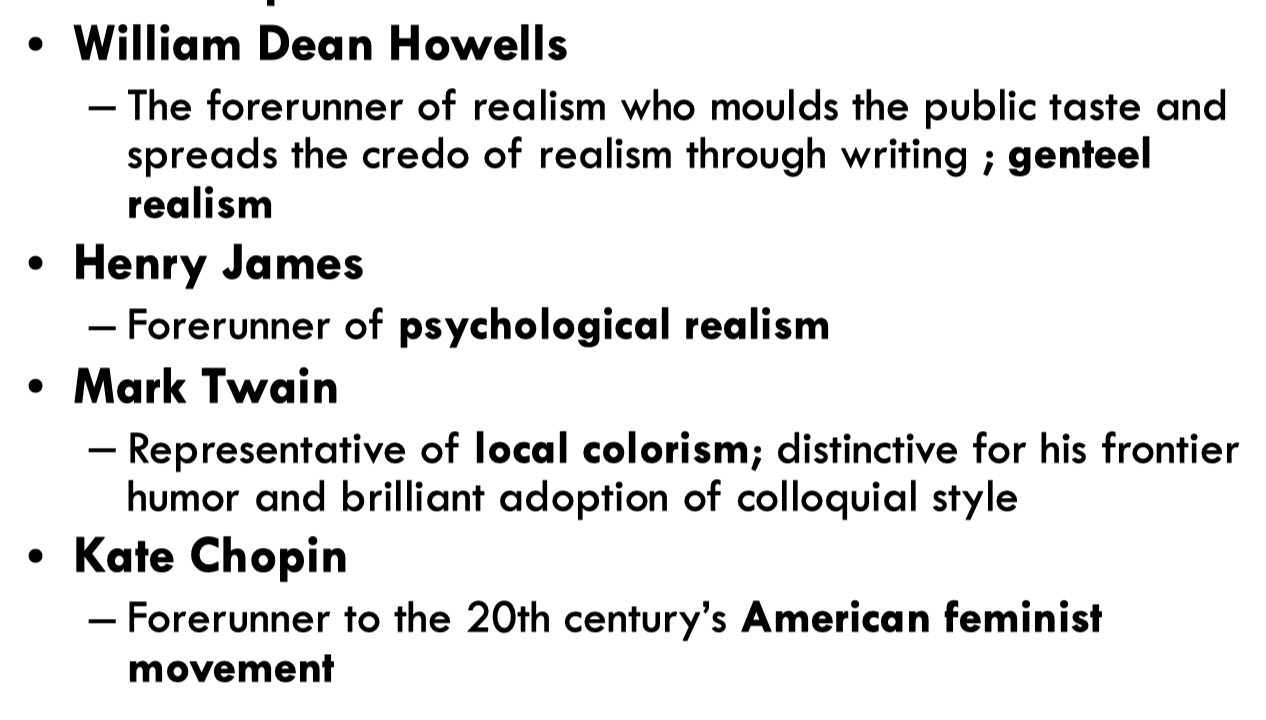 • William Dean Howells
– The forerunner of realism who moulds the public taste and
spreads the credo of realism through writing ; genteel
realism
• Henry James
– Forerunner of psychological realism
• Mark Twain
– Representative of local colorism; distinctive for his frontier
humor and brilliant adoption of colloquial style
• Kate Chopin
– Forerunner to the 20th century’s American feminist
movement